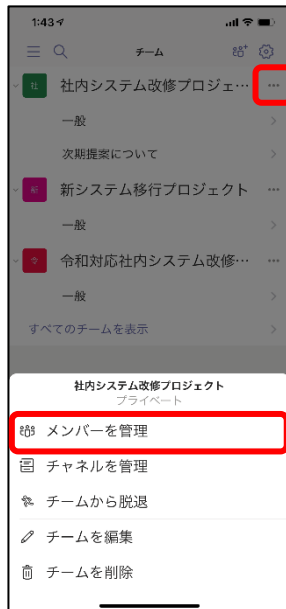 1:43
チーム
社 社内システム改修プロジェ… …
一般
次期提案について
新 新システム移行プロジェクト …
一般
令 令和対応社内システム改修… …
一般
すべてのチームを表示
社内システム改修プロジェクト
プライベート
メンバーを管理
チャネルを管理
チームから脱退
チームを編集
チームを削除